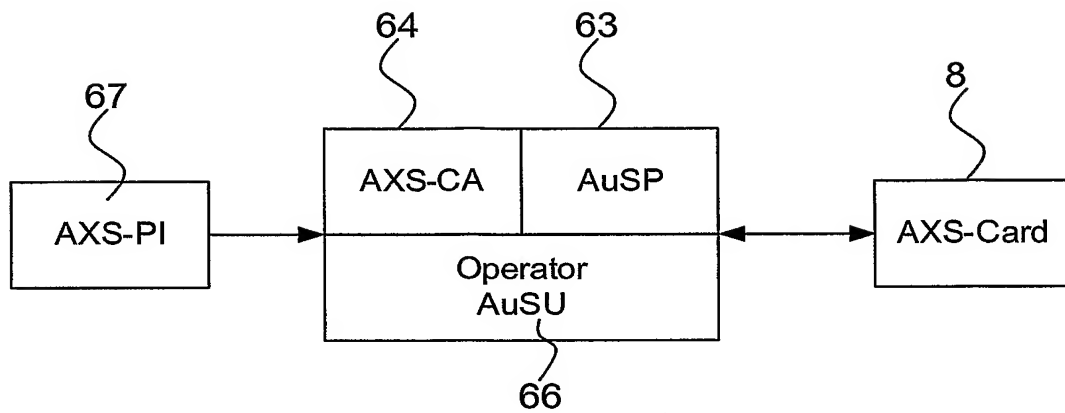 64
63
67
8
AXS-PI
AXS-CA
AuSP
AXS-Card
Operator
AuSU
66